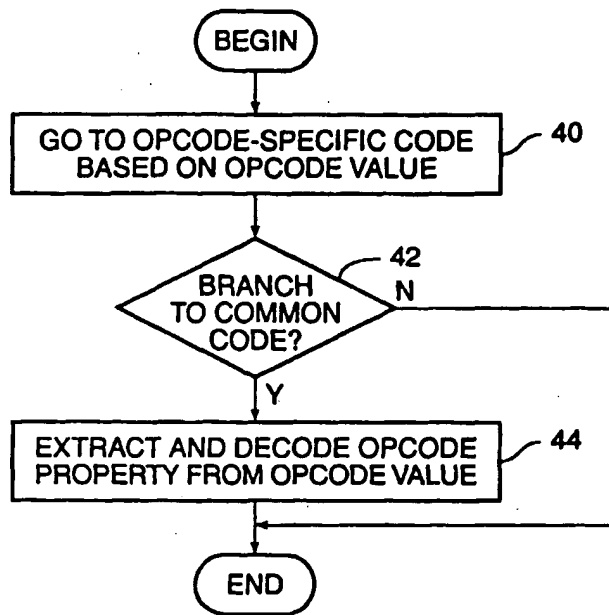 BEGIN
GO TO OPCODE-SPECIFIC CODE
BASED ON OPCODE VALUE
40
42
BRANCH
TO COMMON
CODE?
N
Y
EXTRACT AND DECODE OPCODE
PROPERTY FROM OPCODE VALUE
44
END